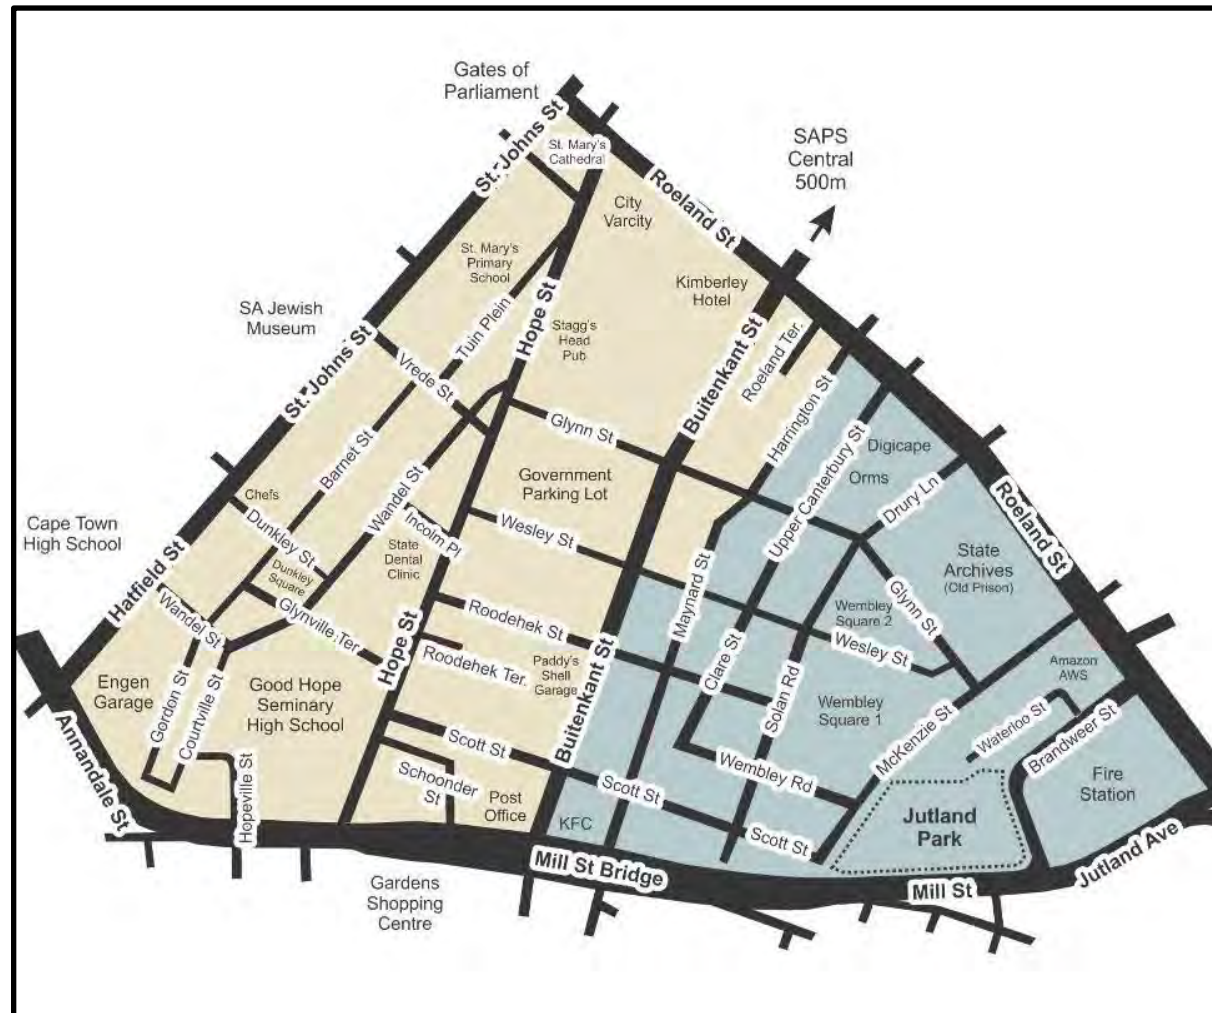 Gates of
Parliament
St. Johns St
St. Mary's
Cathedral
SAPS
Central
500m
Roeland St
City
Varcity
St. Mary's
Primary
School
Kimberley
Hotel
SA Jewish
Museum
Tuin Plein
Hope St
Stagg's
Head
Pub
Buitenkant St
Roeland Ter.
St. Johns St
Vrede St
Harrington St
Glynn St
Barnet St
Wandel St
Upper Canterbury St
Digicape
Orms
Government
Parking Lot
Drury Ln
Roeland St
Chefs
Cape Town
High School
Dunkley St
Incolm Pl
Wesley St
State
Dental
Clinic
State
Archives
(Old Prison)
Hatfield St
Dunkley
Square
Maynard St
Glynn St
Wandel St
Glynville Ter
Roodehek St
Wembley
Square 2
Wesley St
Hope St
Roodehek Ter.
Paddy's
Shell
Garage
Buitenkant St
Clare St
Solan Rd
Amazon
AWS
Engen
Garage
Gordon St
Courtville St
Good Hope
Seminary
High School
Wembley
Square 1
McKenzie St
Waterloo St
Brandweer St
Annandale St
Hopeville St
Scott St
Schoonder
St
Wembley Rd
Scott St
Post
Office
KFC
Scott St
Jutland
Park
Fire
Station
Mill St Bridge
Mill St
Jutland Ave
Gardens
Shopping
Centre